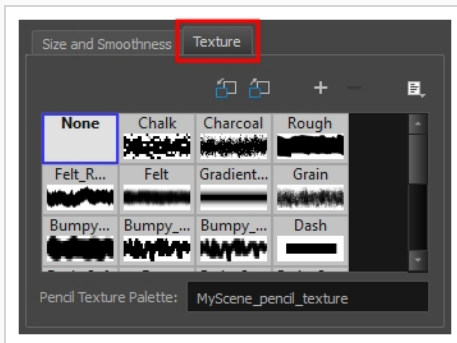 Size and Smoothness Texture
None Chalk Charcoal Rough
Felt_R... Felt Gradient... Grain
Bumpy... Bumpy_... Bumpy_... Dash
Pencil Texture Palette: MyScene_pencil_texture